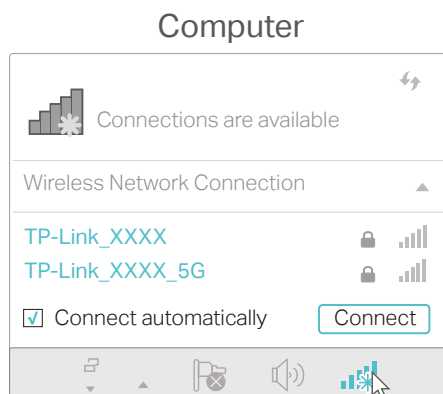 Computer
Connections are available
Wireless Network Connection
TP-Link_XXXX
TP-Link_XXXX_5G
Connect automatically
Connect